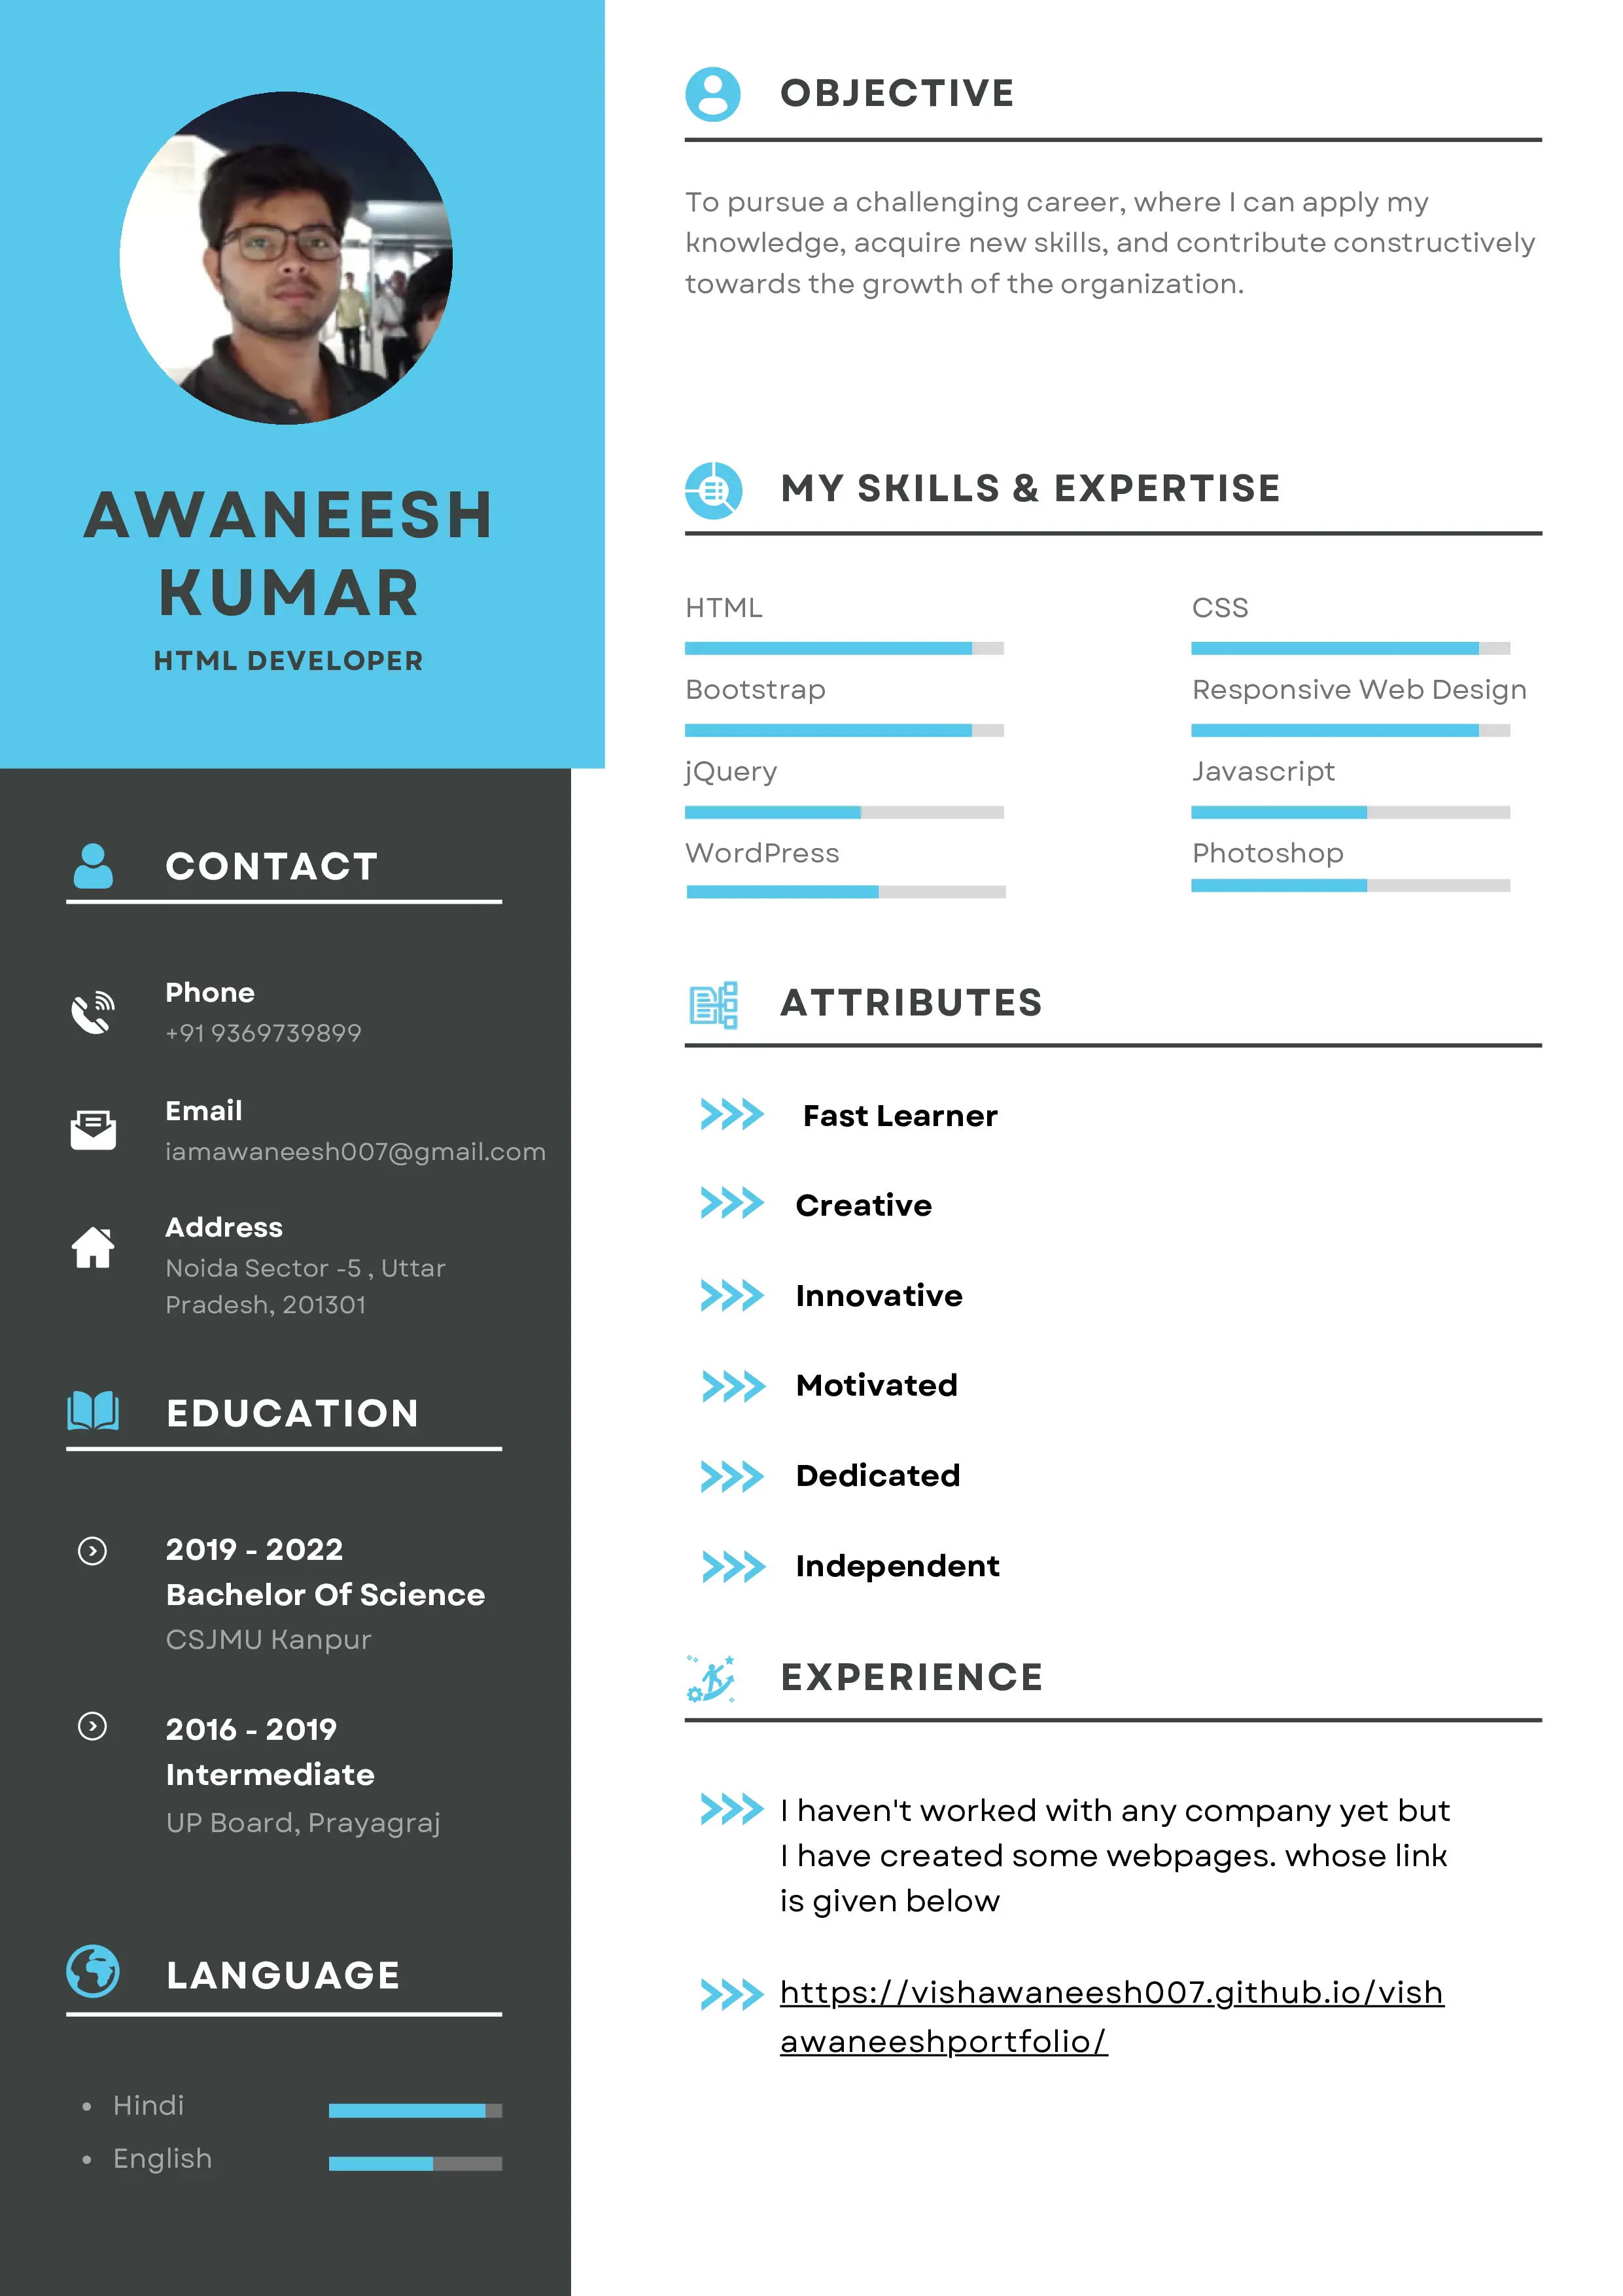 AWANEESH
KUMAR
HTML DEVELOPER
CONTACT
Phone
+91 9369739899
Email
iamawaneesh007@gmail.com
Address
Noida Sector -5 , Uttar
Pradesh, 201301
EDUCATION
2019 - 2022
Bachelor Of Science
CSJMU Kanpur
2016 - 2019
Intermediate
UP Board, Prayagraj
LANGUAGE
• Hindi
• English
OBJECTIVE
To pursue a challenging career, where I can apply my
knowledge, acquire new skills, and contribute constructively
towards the growth of the organization.
MY SKILLS & EXPERTISE
HTML
CSS
Bootstrap
Responsive Web Design
jQuery
Javascript
WordPress
Photoshop
ATTRIBUTES
Fast Learner
Creative
Innovative
Motivated
Dedicated
Independent
EXPERIENCE
I haven't worked with any company yet but
I have created some webpages. whose link
is given below
https://vishawaneesh007.github.io/vish
awaneeshportfolio/